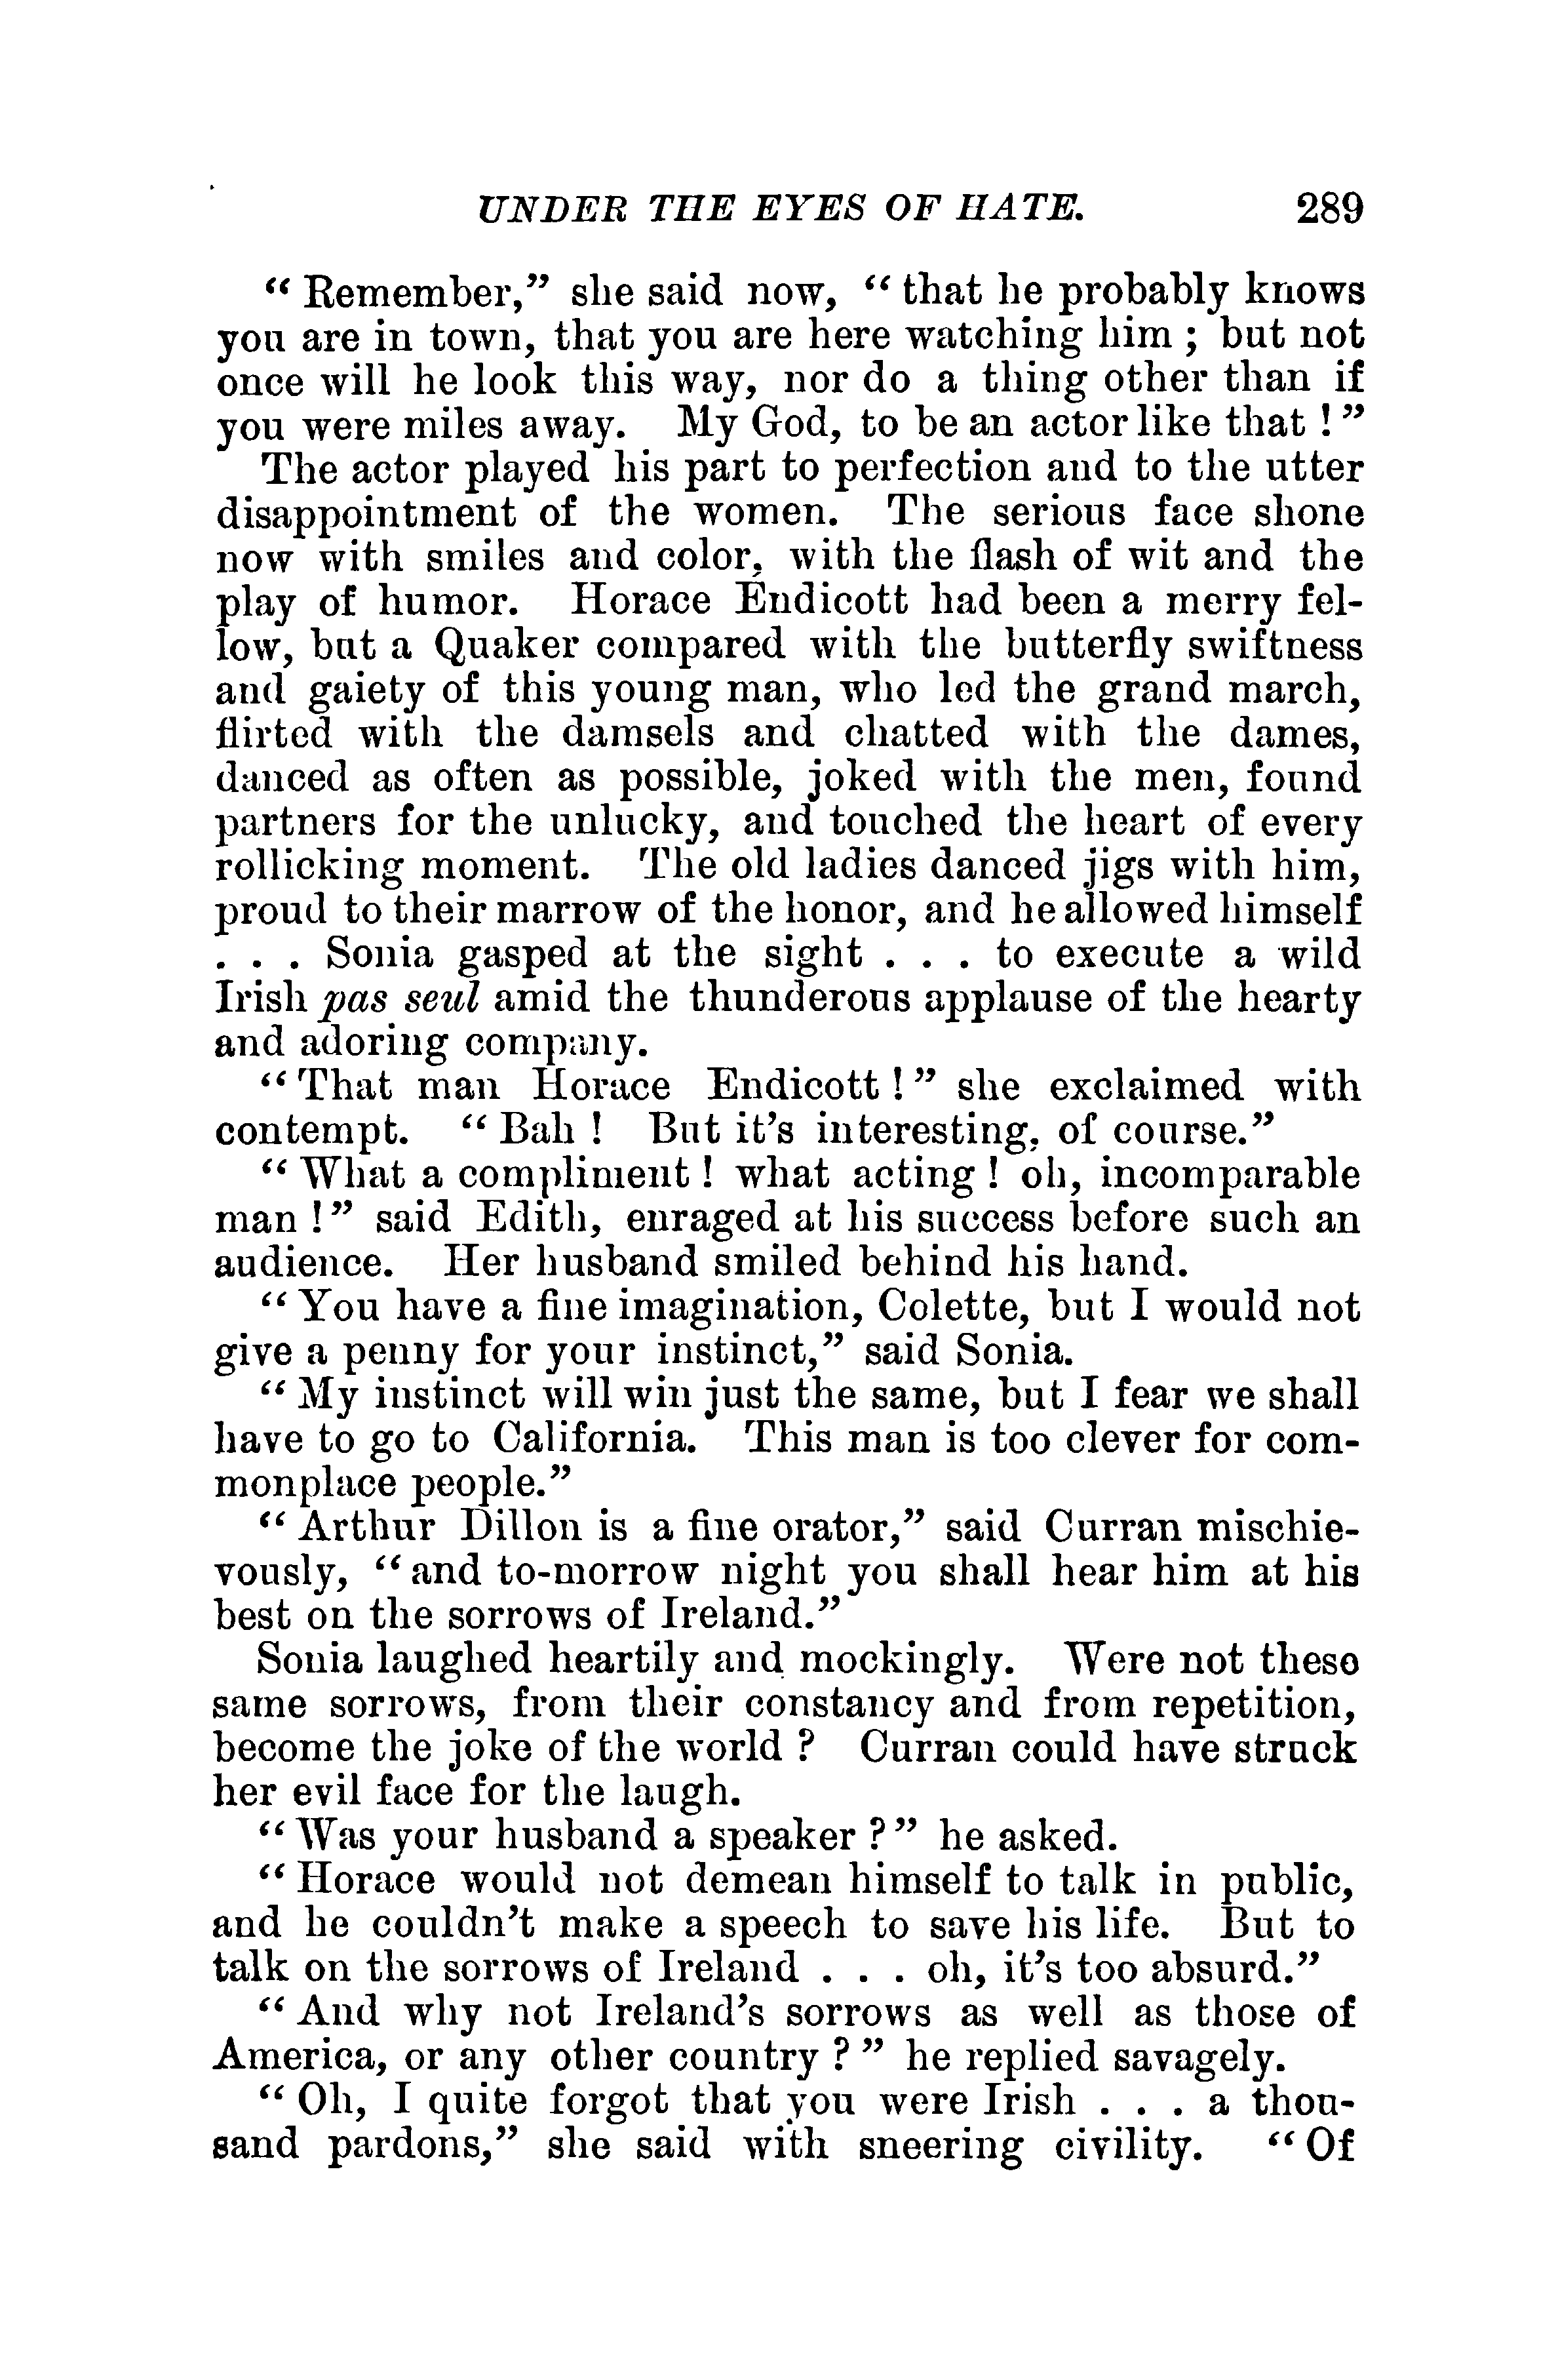 UNDER THE EYES OF HATE. 289
“ Remember,” she said now, “ that he probably knows
you are in town, that you are here watching him ; but not
once will he look this way, nor do a thing other than if
you were miles away. My God, to be an actor like that ! ”
The actor played his part to perfection and to the utter
disappointment of the women. The serious face shone
now with smiles and color, with the flash of wit and the
play of humor. Horace Endicott had been a merry fel-
low, but a Quaker compared with the butterfly swiftness
and gaiety of this young man, who led the grand march,
flirted with the damsels and chatted with the dames,
danced as often as possible, joked with the men, found
partners for the unlucky, and touched the heart of every
rollicking moment. The old ladies danced jigs with him,
proud to their marrow of the honor, and he allowed himself
. . . Sonia gasped at the sight . . . to execute a wild
Irish pas seul amid the thunderous applause of the hearty
and adoring company.
“ That man Horace Endicott ! ” she exclaimed with
contempt. “ Bah ! But it’s interesting, of course.”
“ What a compliment ! what acting ! oh, incomparable
man ! ” said Edith, enraged at his success before such an
audience. Her husband smiled behind his hand.
“ You have a fine imagination, Colette, but I would not
give a penny for your instinct,” said Sonia.
“ My instinct will win just the same, but I fear we shall
have to go to California. This man is too clever for com-
monplace people.”
“ Arthur Dillon is a fine orator,” said Curran mischie-
vously, “ and to-morrow night you shall hear him at his
best on the sorrows of Ireland.”
Sonia laughed heartily and mockingly. Were not these
same sorrows, from their constancy and from repetition,
become the joke of the world ? Curran could have struck
her evil face for the laugh.
“ Was your husband a speaker ? ” he asked.
“ Horace would not demean himself to talk in public,
and he couldn’t make a speech to save his life. But to
talk on the sorrows of Ireland . . . oh, it’s too absurd.”
“ And why not Ireland’s sorrows as well as those of
America, or any other country ? ” he replied savagely.
“ Oh, I quite forgot that you were Irish . . . a thou-
sand pardons,” she said with sneering civility. “ Of